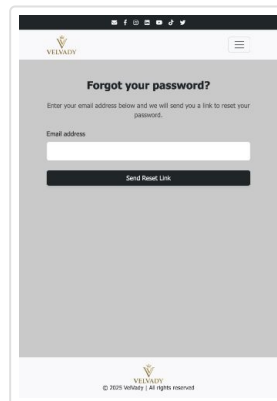 VELVADY
Forgot your password?
Enter your email address below and we will send you a link to reset your
password.
Email address
Send Reset Link
VELVADY
© 2025 Velvady | All rights reserved